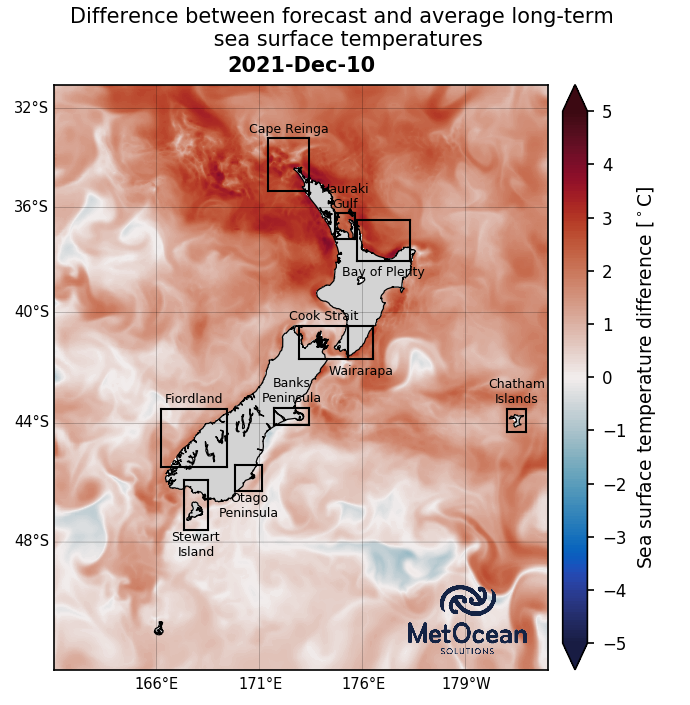 Difference between forecast and average long-term
sea surface temperatures
2021-Dec-10
32°S
36°S
40°S
44°S
48°S
166°E
171°E
176°E
179°W
Cape Reinga
Hauraki
Gulf
Bay of Plenty
Cook Strait
Wairarapa
Banks
Peninsula
Fiordland
Chatham
Islands
Otago
Peninsula
Stewart
Island
MetOcean
SOLUTIONS
5
4
3
2
1
0
−1
−2
−3
−4
−5
Sea surface temperature difference [°C]